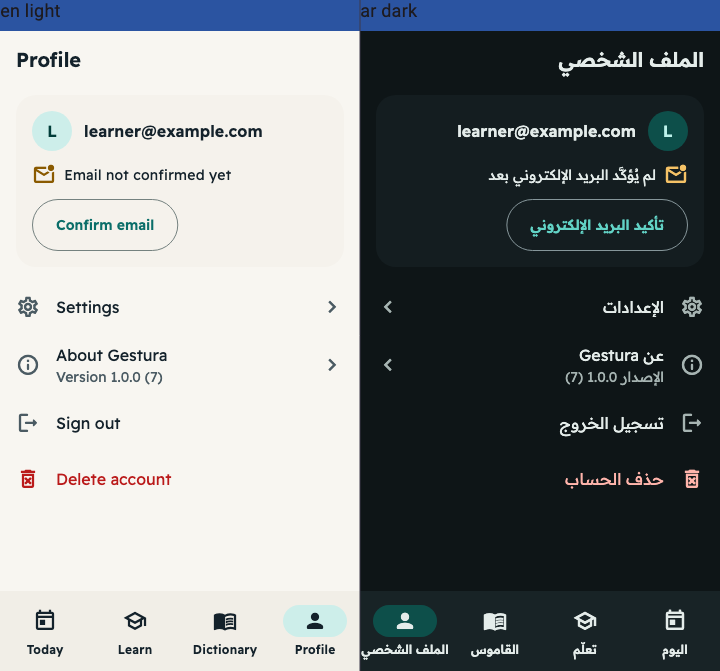 en light
Profile
L
learner@example.com
Email not confirmed yet
Confirm email
Settings
About Gestura
Version 1.0.0 (7)
Sign out
Delete account
Today
Learn
Dictionary
Profile
ar dark
الملف الشخصي
L
learner@example.com
لم يُؤكَّد البريد الإلكتروني بعد
تأكيد البريد الإلكتروني
الإعدادات
عن Gestura
الإصدار 1.0.0 (7)
تسجيل الخروج
حذف الحساب
اليوم
تعلّم
القاموس
الملف الشخصي